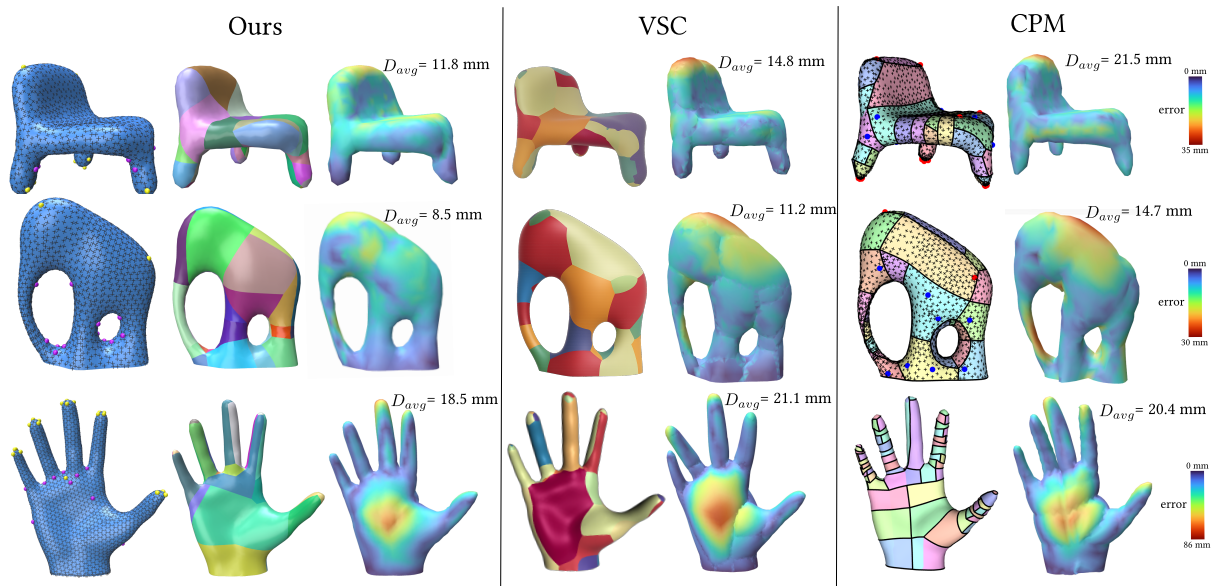 Ours
VSC
CPM
D_avg= 11.8 mm
D_avg= 14.8 mm
D_avg= 21.5 mm
0 mm
error
35 mm
D_avg= 8.5 mm
D_avg= 11.2 mm
D_avg= 14.7 mm
0 mm
error
30 mm
D_avg= 18.5 mm
D_avg= 21.1 mm
D_avg= 20.4 mm
0 mm
error
86 mm